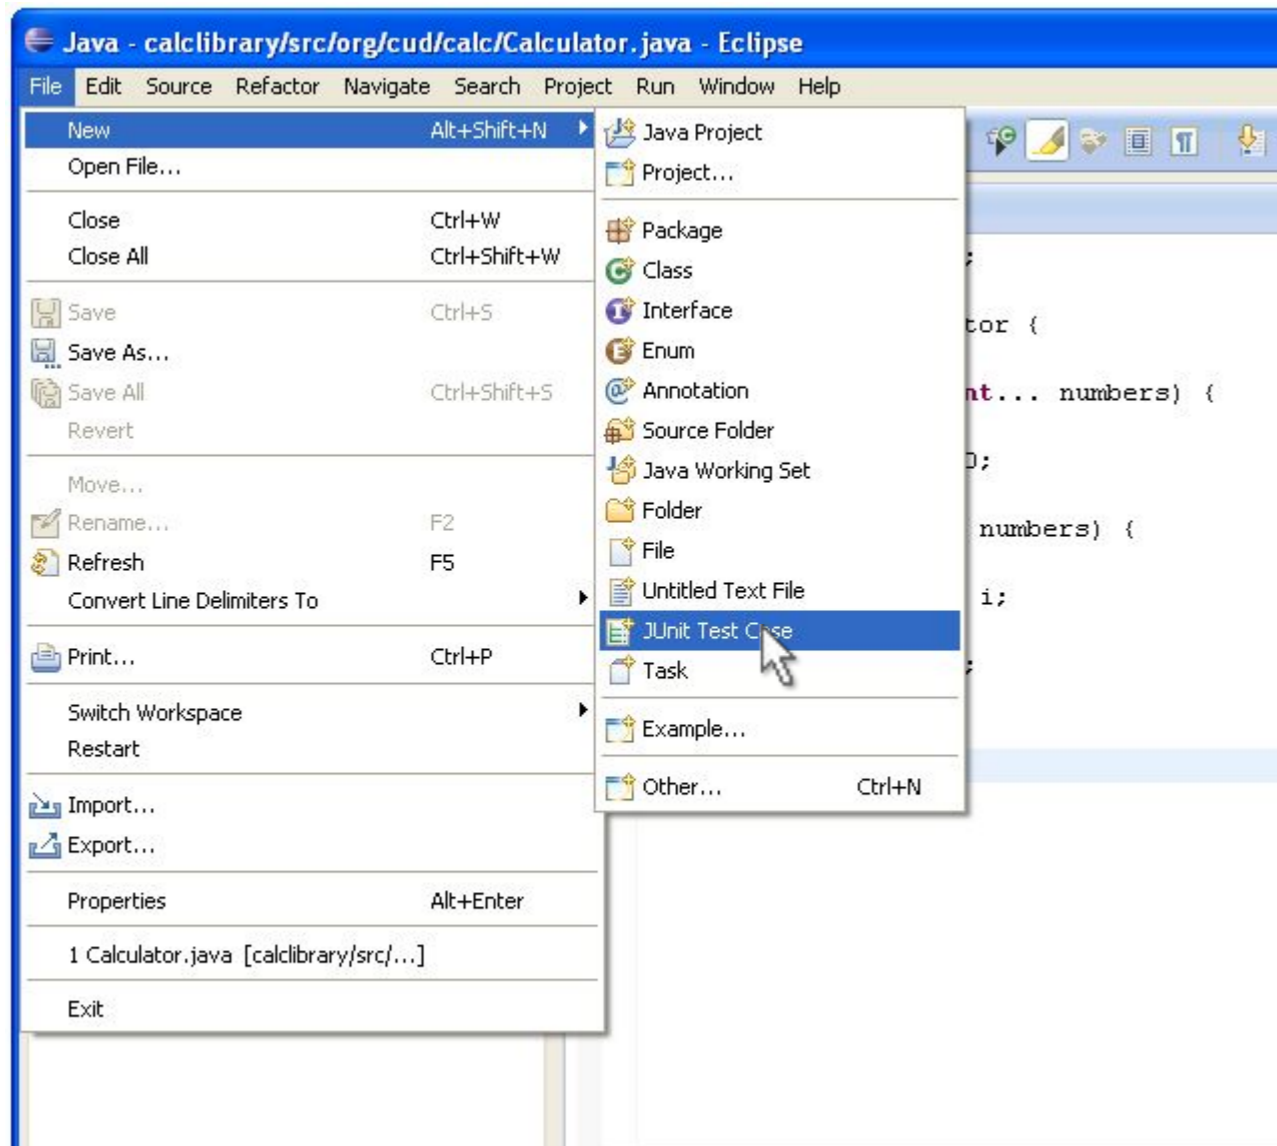 Java - calclibrary/src/org/cud/calc/Calculator.java - Eclipse
File Edit Source Refactor Navigate Search Project Run Window Help
New Alt+Shift+N
Open File...
Close Ctrl+W
Close All Ctrl+Shift+W
Save Ctrl+S
Save As...
Save All Ctrl+Shift+S
Revert
Move...
Rename... F2
Refresh F5
Convert Line Delimiters To
Print... Ctrl+P
Switch Workspace
Restart
Import...
Export...
Properties Alt+Enter
1 Calculator.java [calclibrary/src/...]
Exit
Java Project
Project...
Package
Class
Interface
Enum
Annotation
Source Folder
Java Working Set
Folder
File
Untitled Text File
JUnit Test Case
Task
Example...
Other... Ctrl+N
;
tor {
nt... numbers) {
;
numbers) {
i;
;